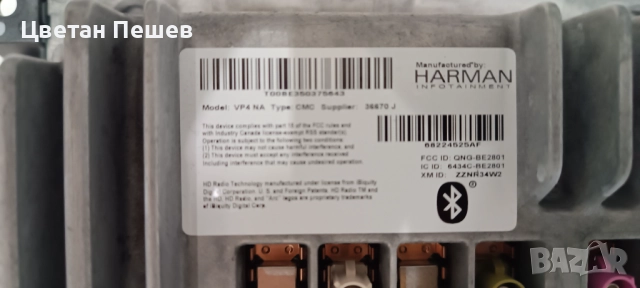 Цветан Пешев
T00BE350375643
Model: VP4 NA Type: CMC Supplier: 36670 J
This device complies with part 15 of the FCC rules and
with Industry Canada license-exempt RSS standard(s).
Operation is subject to the following two conditions:
(1) This device may not cause harmful interference, and
(2) This device must accept any interference received
including interference that may cause undesired operation.
HD Radio Technology manufactured under license from iBiquity
Digital Corporation. U.S. and Foreign Patents. HD Radio TM and
the HD, HD Radio, and "Arc" logos are proprietary trademarks
of iBiquity Digital Corp.
Manufactured by:
HARMAN
INFOTAINMENT
68224525AF
FCC ID: QNG-BE2801
IC ID: 6434C-BE2801
XM ID: ZZNR34W2
bazar